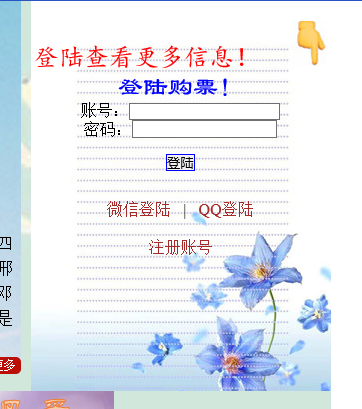 登陆查看更多信息！
登陆购票！
账号：
密码：
登陆
微信登陆 | QQ登陆
注册账号
四
邢
邓
是
更多